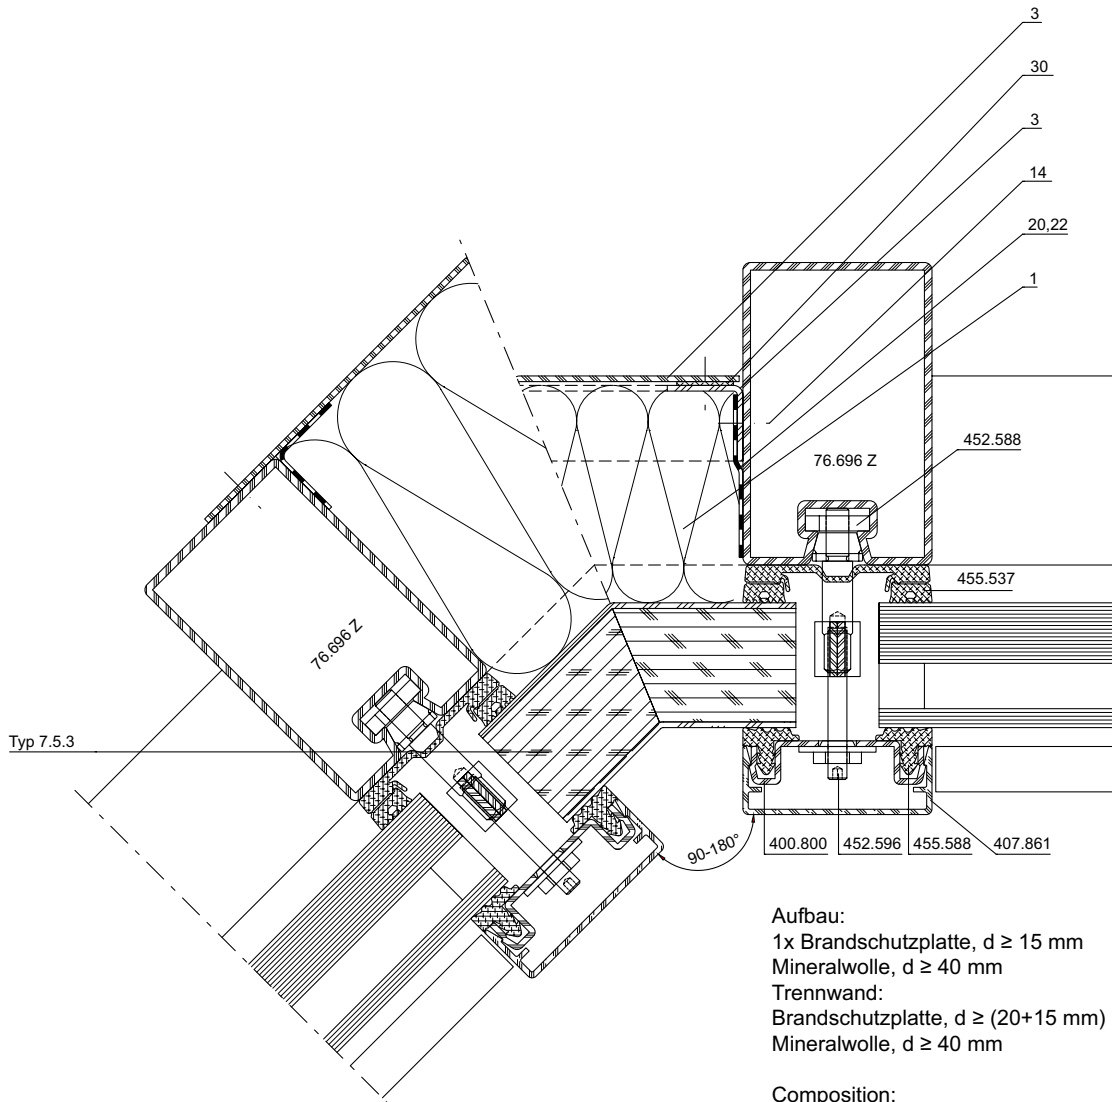 3
30
3
14
20,22
1
452.588
76.696 Z
455.537
76.696 Z
Typ 7.5.3
90-180°
400.800
452.596
455.588
407.861
Aufbau:
1x Brandschutzplatte, d ≥ 15 mm
Mineralwolle, d ≥ 40 mm
Trennwand:
Brandschutzplatte, d ≥ (20+15 mm)
Mineralwolle, d ≥ 40 mm
Composition: